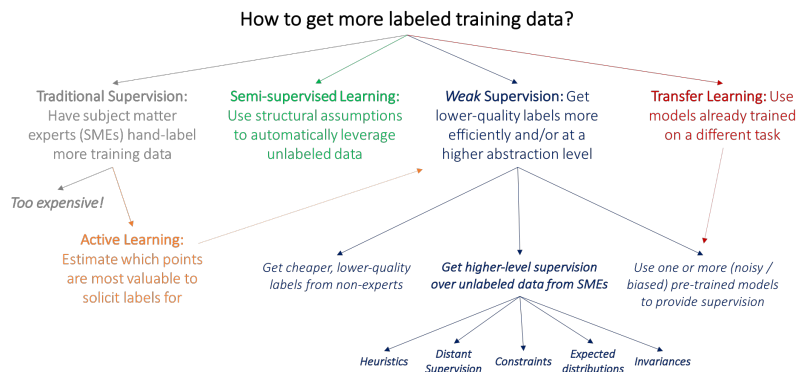 How to get more labeled training data?
Traditional Supervision:
Have subject matter
experts (SMEs) hand-label
more training data
Semi-supervised Learning:
Use structural assumptions
to automatically leverage
unlabeled data
Weak Supervision: Get
lower-quality labels more
efficiently and/or at a
higher abstraction level
Transfer Learning: Use
models already trained
on a different task
Too expensive!
Active Learning:
Estimate which points
are most valuable to
solicit labels for
Get cheaper, lower-quality
labels from non-experts
Get higher-level supervision
over unlabeled data from SMEs
Use one or more (noisy /
biased) pre-trained models
to provide supervision
Heuristics
Distant
Supervision
Constraints
Expected
distributions
Invariances